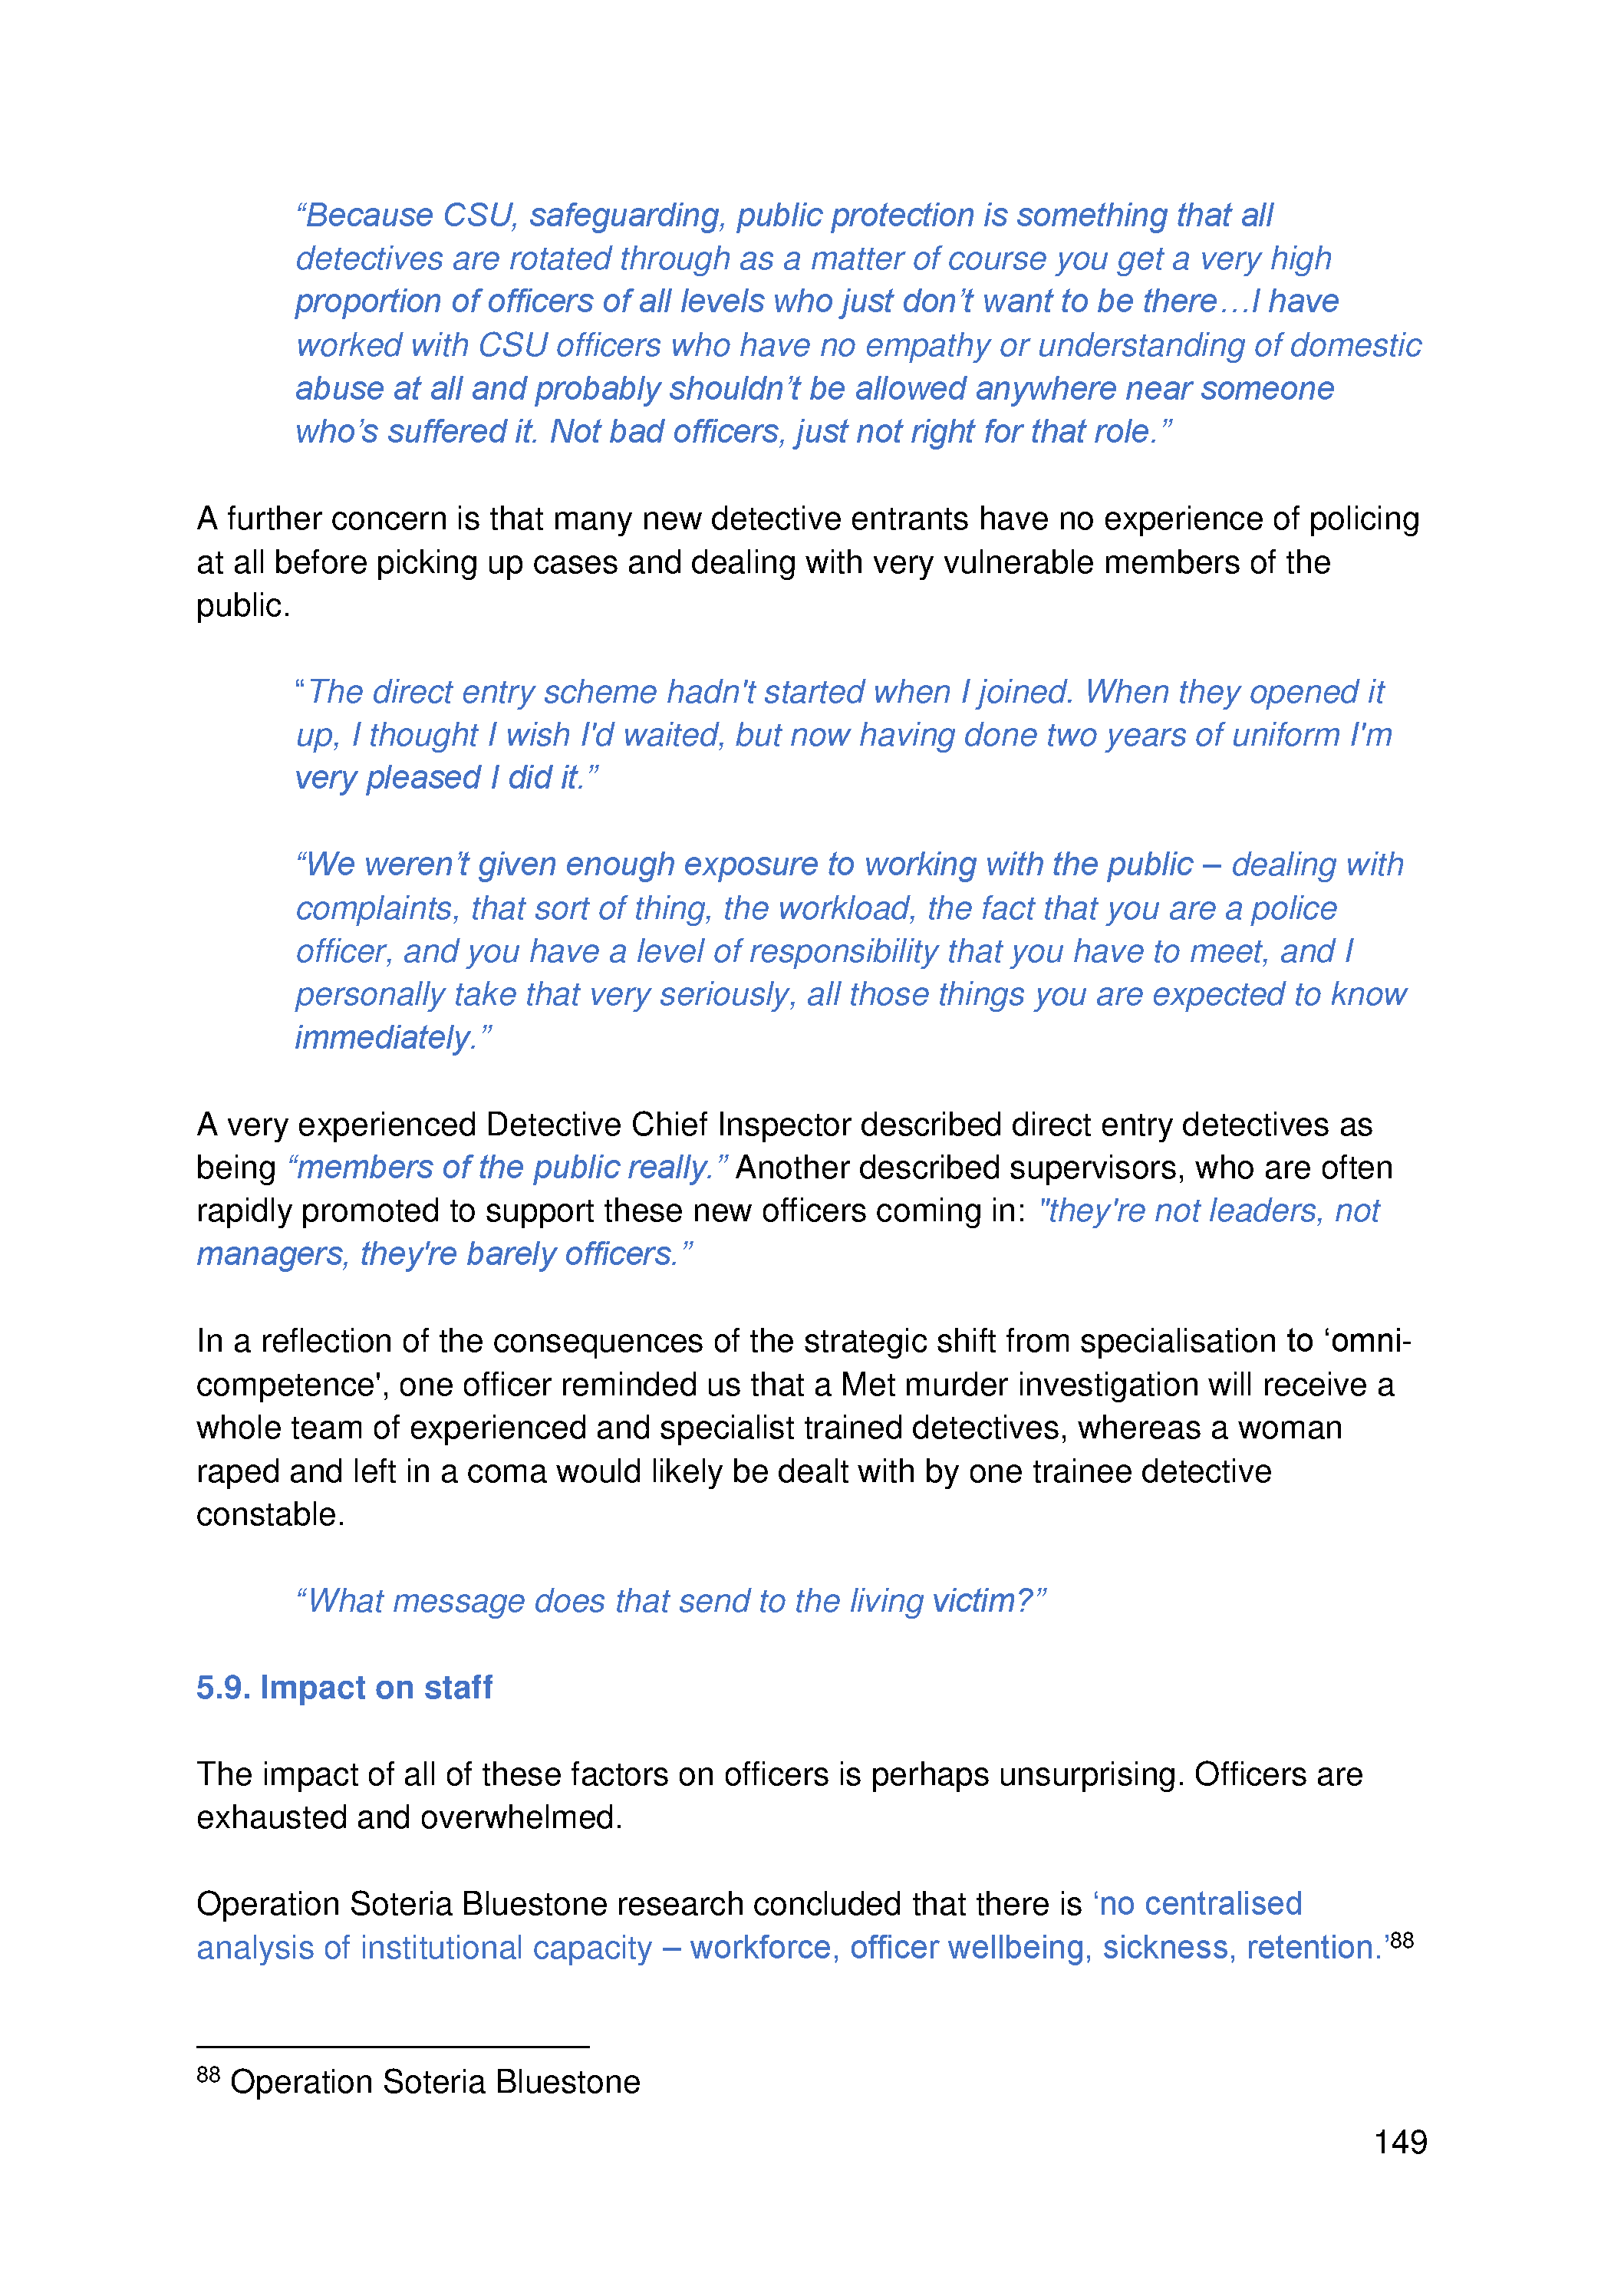 “Because CSU, safeguarding, public protection is something that all
detectives are rotated through as a matter of course you get a very high
proportion of officers of all levels who just don’t want to be there…I have
worked with CSU officers who have no empathy or understanding of domestic
abuse at all and probably shouldn’t be allowed anywhere near someone
who’s suffered it. Not bad officers, just not right for that role.”
A further concern is that many new detective entrants have no experience of policing
at all before picking up cases and dealing with very vulnerable members of the
public.
“The direct entry scheme hadn't started when I joined. When they opened it
up, I thought I wish I'd waited, but now having done two years of uniform I'm
very pleased I did it.”
“We weren’t given enough exposure to working with the public – dealing with
complaints, that sort of thing, the workload, the fact that you are a police
officer, and you have a level of responsibility that you have to meet, and I
personally take that very seriously, all those things you are expected to know
immediately.”
A very experienced Detective Chief Inspector described direct entry detectives as
being “members of the public really.” Another described supervisors, who are often
rapidly promoted to support these new officers coming in: "they're not leaders, not
managers, they're barely officers.”
In a reflection of the consequences of the strategic shift from specialisation to ‘omni-
competence', one officer reminded us that a Met murder investigation will receive a
whole team of experienced and specialist trained detectives, whereas a woman
raped and left in a coma would likely be dealt with by one trainee detective
constable.
“What message does that send to the living victim?”
5.9. Impact on staff
The impact of all of these factors on officers is perhaps unsurprising. Officers are
exhausted and overwhelmed.
Operation Soteria Bluestone research concluded that there is ‘no centralised
analysis of institutional capacity – workforce, officer wellbeing, sickness, retention.’88
88 Operation Soteria Bluestone
149